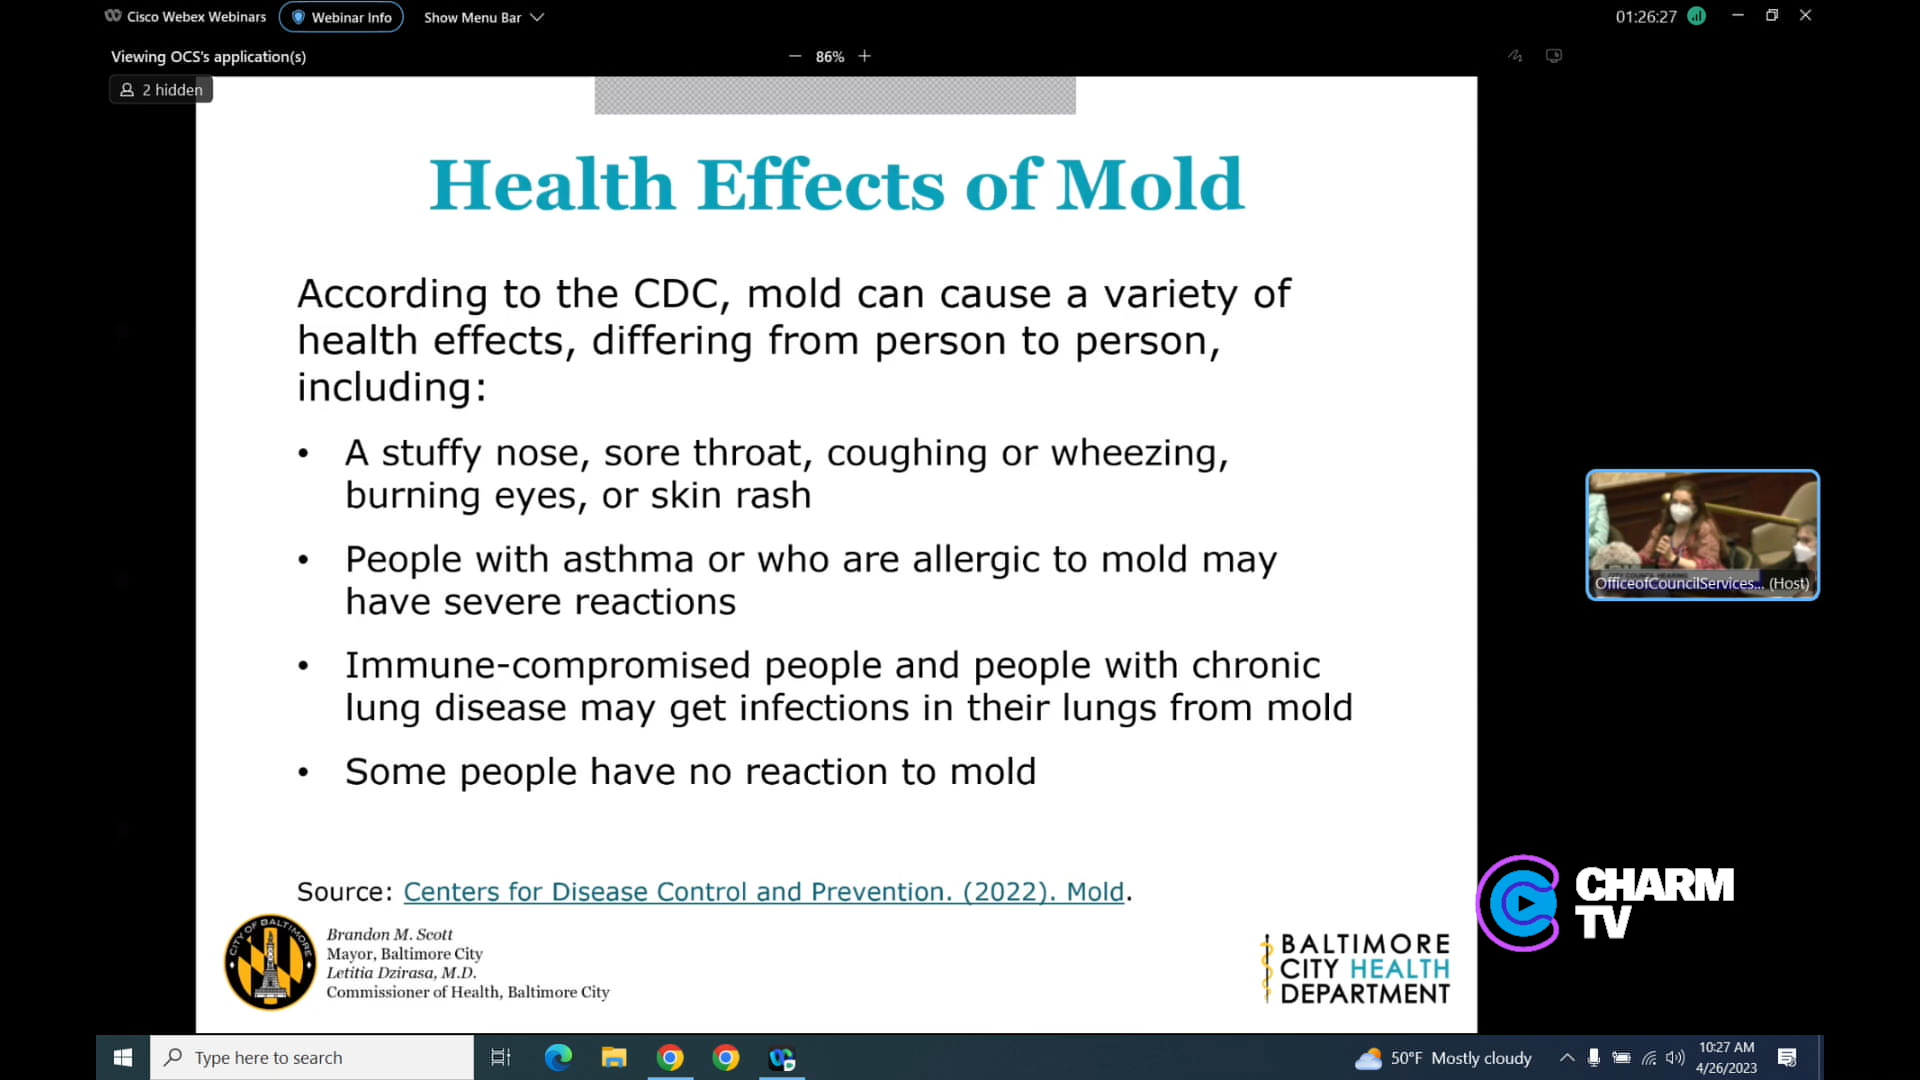 Cisco Webex Webinars
Webinar Info
Show Menu Bar
01:26:27
Viewing OCS's application(s)
86%
2 hidden
Health Effects of Mold
According to the CDC, mold can cause a variety of
health effects, differing from person to person,
including:
• A stuffy nose, sore throat, coughing or wheezing,
burning eyes, or skin rash
• People with asthma or who are allergic to mold may
have severe reactions
• Immune-compromised people and people with chronic
lung disease may get infections in their lungs from mold
• Some people have no reaction to mold
OfficeofCouncilServices... (Host)
Source: Centers for Disease Control and Prevention. (2022). Mold.
CITY OF BALTIMORE
Brandon M. Scott
Mayor, Baltimore City
Letitia Dzirasa, M.D.
Commissioner of Health, Baltimore City
BALTIMORE
CITY HEALTH
DEPARTMENT
CHARM
TV
Type here to search
50°F Mostly cloudy
10:27 AM
4/26/2023